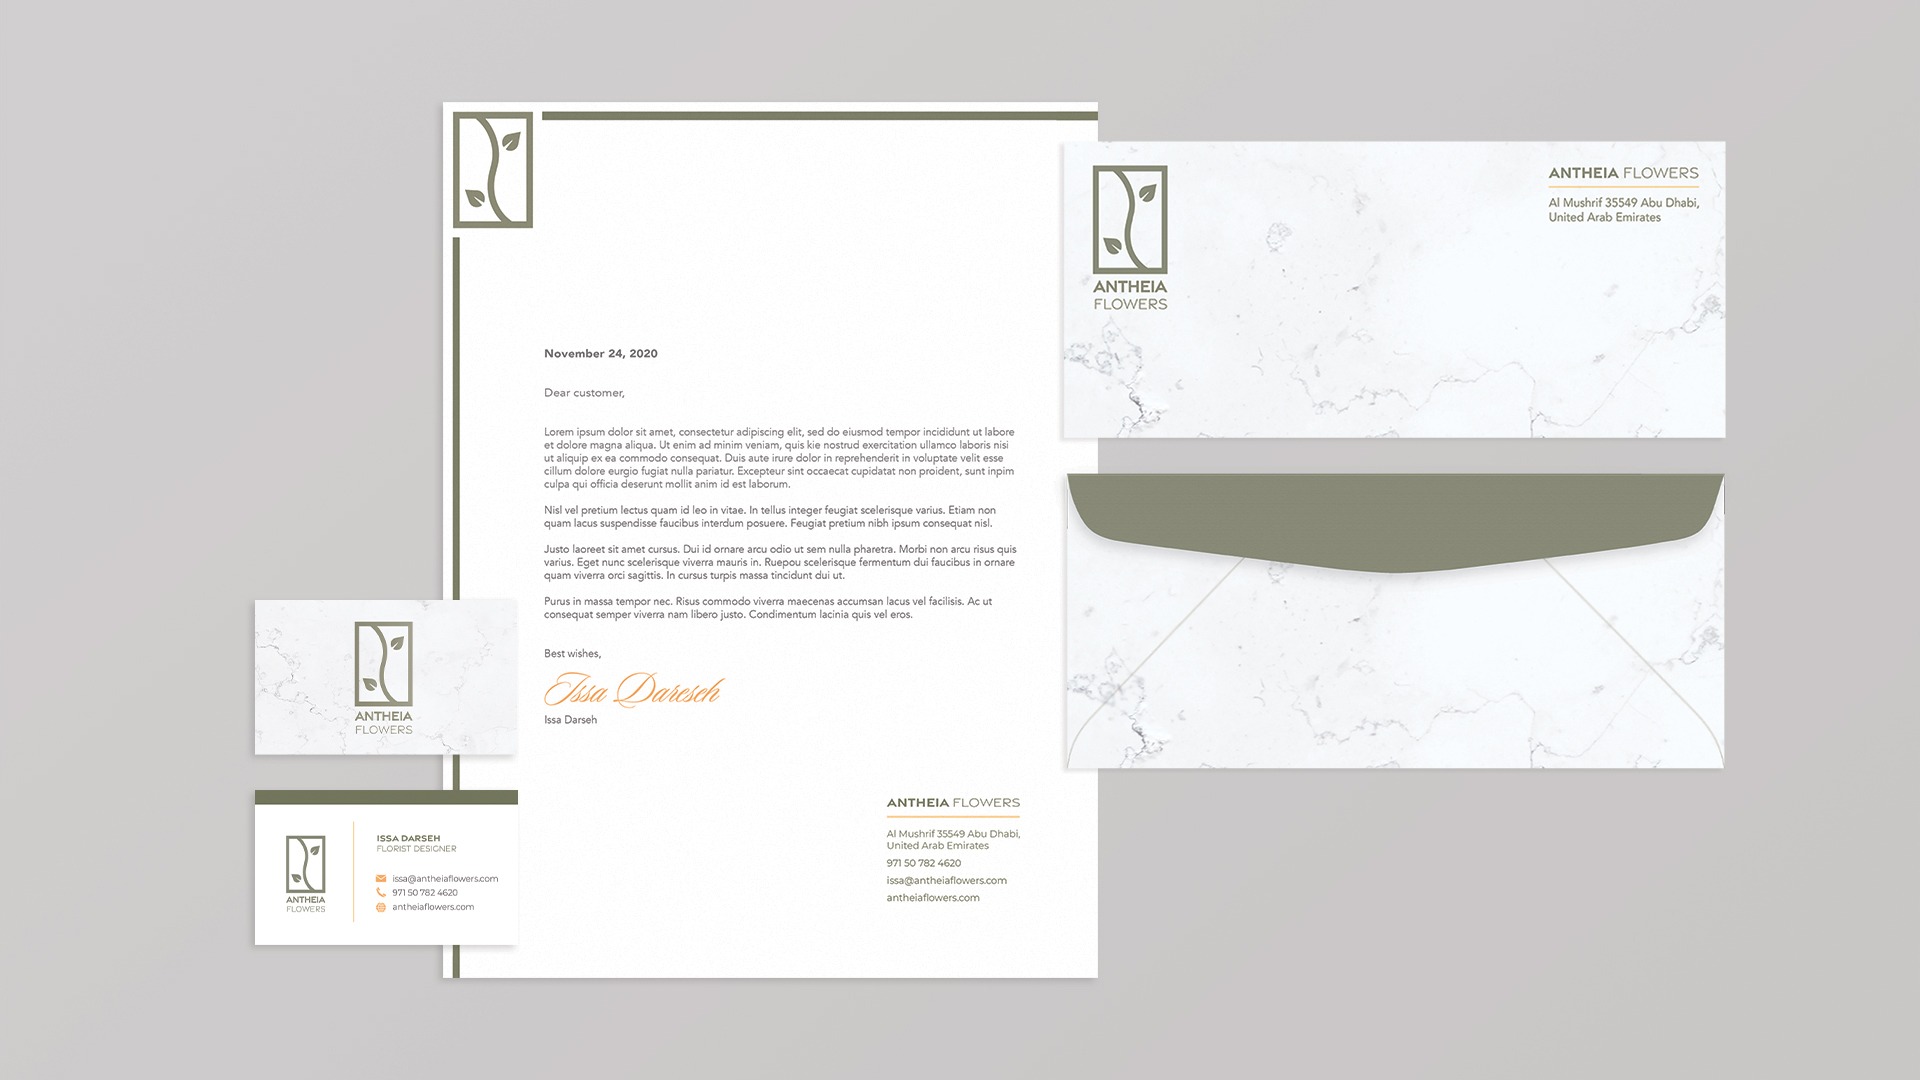 November 24, 2020
Dear customer,
Lorem ipsum dolor sit amet, consectetur adipiscing elit, sed do eiusmod tempor incididunt ut labore
et dolore magna aliqua. Ut enim ad minim veniam, quis kie nostrud exercitation ullamco laboris nisi
ut aliquip ex ea commodo consequat. Duis aute irure dolor in reprehenderit in voluptate velit esse
cillum dolore eurgio fugiat nulla pariatur. Excepteur sint occaecat cupidatat non proident, sunt inpim
culpa qui officia deserunt mollit anim id est laborum.
Nisl vel pretium lectus quam id leo in vitae. In tellus integer feugiat scelerisque varius. Etiam non
quam lacus suspendisse faucibus interdum posuere. Feugiat pretium nibh ipsum consequat nisl.
Justo laoreet sit amet cursus. Dui id ornare arcu odio ut sem nulla pharetra. Morbi non arcu risus quis
varius. Eget nunc scelerisque viverra mauris in. Ruepou scelerisque fermentum dui faucibus in ornare
quam viverra orci sagittis. In cursus turpis massa tincidunt dui ut.
Purus in massa tempor nec. Risus commodo viverra maecenas accumsan lacus vel facilisis. Ac ut
consequat semper viverra nam libero justo. Condimentum lacinia quis vel eros.
Best wishes,
Issa Dareseh
Issa Darseh
ANTHEIA FLOWERS
Al Mushrif 35549 Abu Dhabi,
United Arab Emirates
971 50 782 4620
issa@antheiaflowers.com
antheiaflowers.com
ANTHEIA
FLOWERS
ANTHEIA FLOWERS
Al Mushrif 35549 Abu Dhabi,
United Arab Emirates
ANTHEIA
FLOWERS
ANTHEIA
FLOWERS
ISSA DARSEH
FLORIST DESIGNER
issa@antheiaflowers.com
971 50 782 4620
antheiaflowers.com